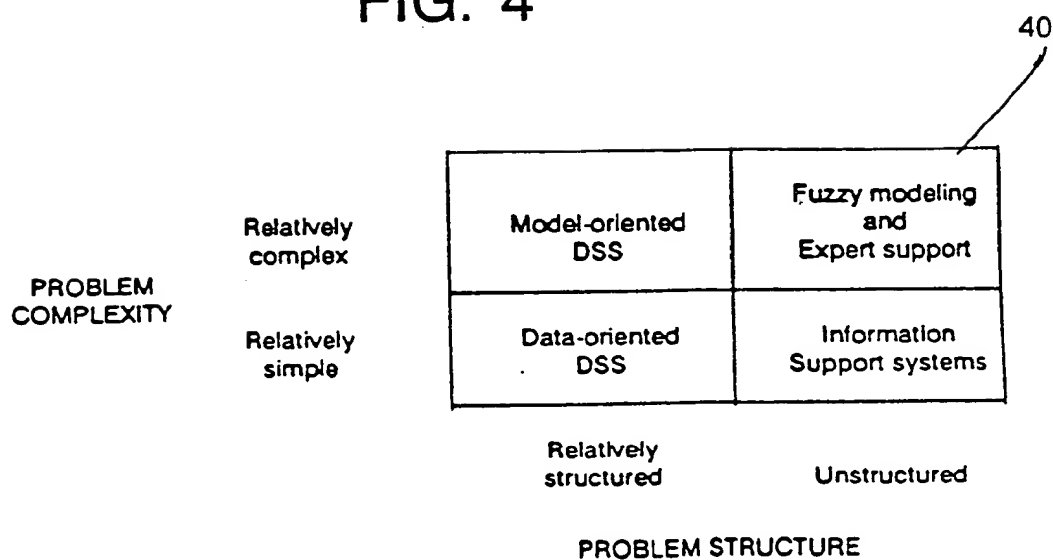 FIG. 4
40
Relatively
complex
Model-oriented
DSS
Fuzzy modeling
and
Expert support
PROBLEM
COMPLEXITY
Relatively
simple
Data-oriented
DSS
Information
Support systems
Relatively
structured
Unstructured
PROBLEM STRUCTURE